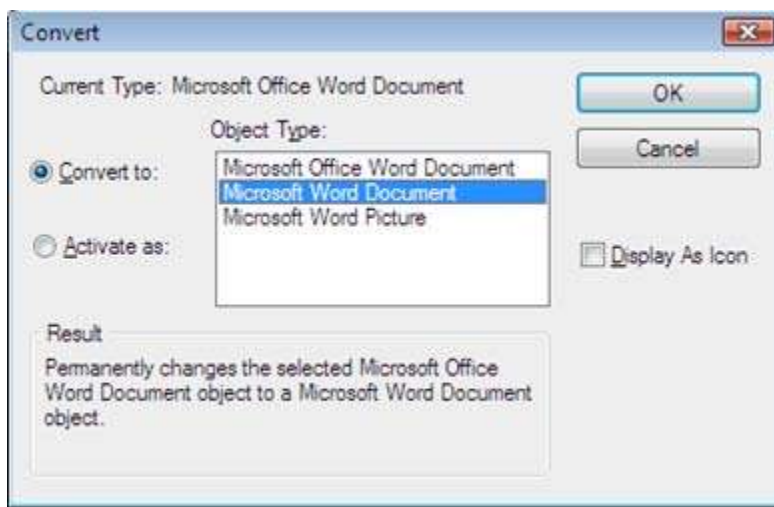 Convert
Current Type: Microsoft Office Word Document
OK
Object Type:
Cancel
Convert to:
Microsoft Office Word Document
Microsoft Word Document
Microsoft Word Picture
Activate as:
Display As Icon
Result
Permanently changes the selected Microsoft Office
Word Document object to a Microsoft Word Document
object.